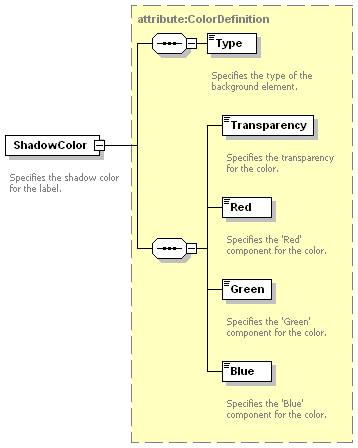 attribute:ColorDefinition
Type
Specifies the type of the
background element.
ShadowColor
Specifies the shadow color
for the label.
Transparency
Specifies the transparency
for the color.
Red
Specifies the 'Red'
component for the color.
Green
Specifies the 'Green'
component for the color.
Blue
Specifies the 'Blue'
component for the color.